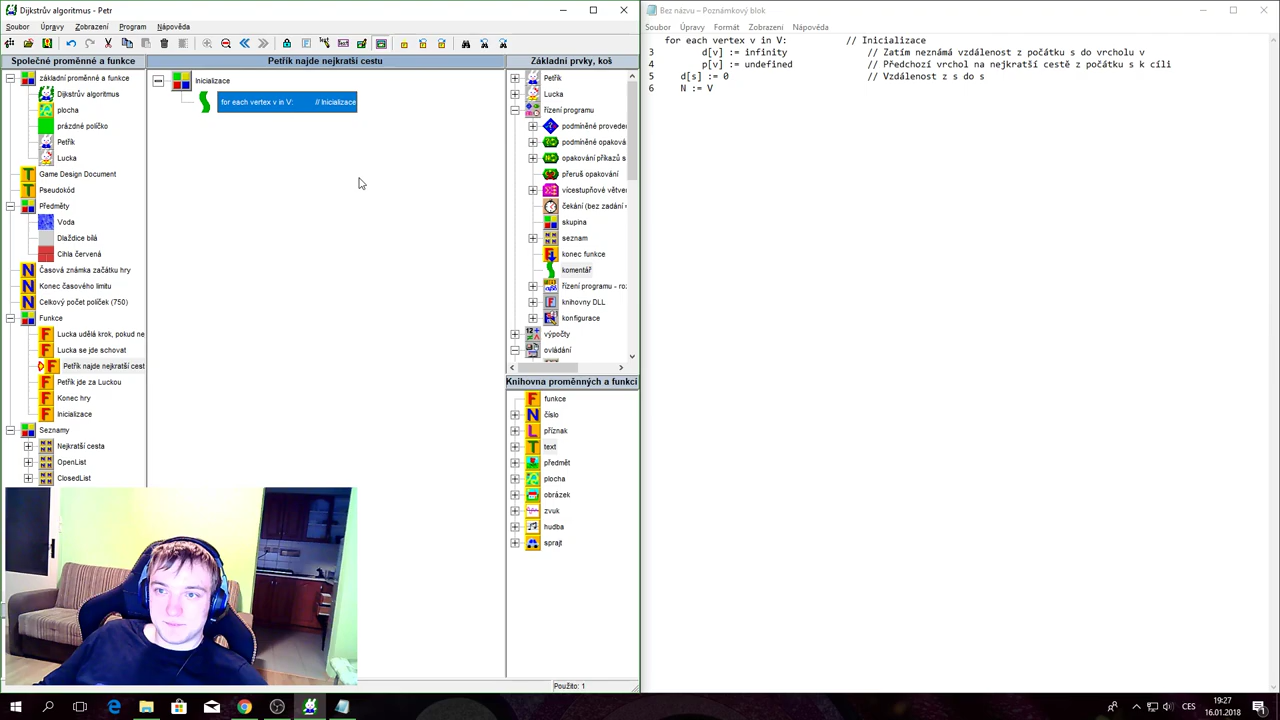 Dijkstrův algoritmus - Petr
Soubor Úpravy Zobrazení Program Nápověda
Společné proměnné a funkce
základní proměnné a funkce
Dijkstrův algoritmus
plocha
prázdné políčko
Petřík
Lucka
Game Design Document
Pseudokód
Předměty
Voda
Dlaždice bílá
Cihla červená
Časová známka začátku hry
Konec časového limitu
Celkový počet políček (750)
Funkce
Lucka udělá krok, pokud ne
Lucka se jde schovat
Petřík najde nejkratší cest
Petřík jde za Luckou
Konec hry
Inicializace
Seznamy
Nejkratší cesta
OpenList
ClosedList
Petřík najde nejkratší cestu
Inicializace
for each vertex v in V: // Inicializace
Základní prvky, koš
Petřík
Lucka
řízení programu
podmíněné provede
podmíněné opaková
opakování příkazů s
přeruš opakování
vícestupňové větve
čekání (bez zadání =
skupina
seznam
konec funkce
komentář
řízení programu - ro
knihovny DLL
konfigurace
výpočty
ovládání
Knihovna proměnných a funkcí
funkce
číslo
příznak
text
předmět
plocha
obrázek
zvuk
hudba
sprajt
Použito: 1
Bez názvu - Poznámkový blok
Soubor Úpravy Formát Zobrazení Nápověda
for each vertex v in V: // Inicializace
3 d[v] := infinity // Zatím neznámá vzdálenost z počátku s do vrcholu v
4 p[v] := undefined // Předchozí vrchol na nejkratší cestě z počátku s k cíli
5 d[s] := 0 // Vzdálenost z s do s
6 N := V
CES
19:27
16.01.2018